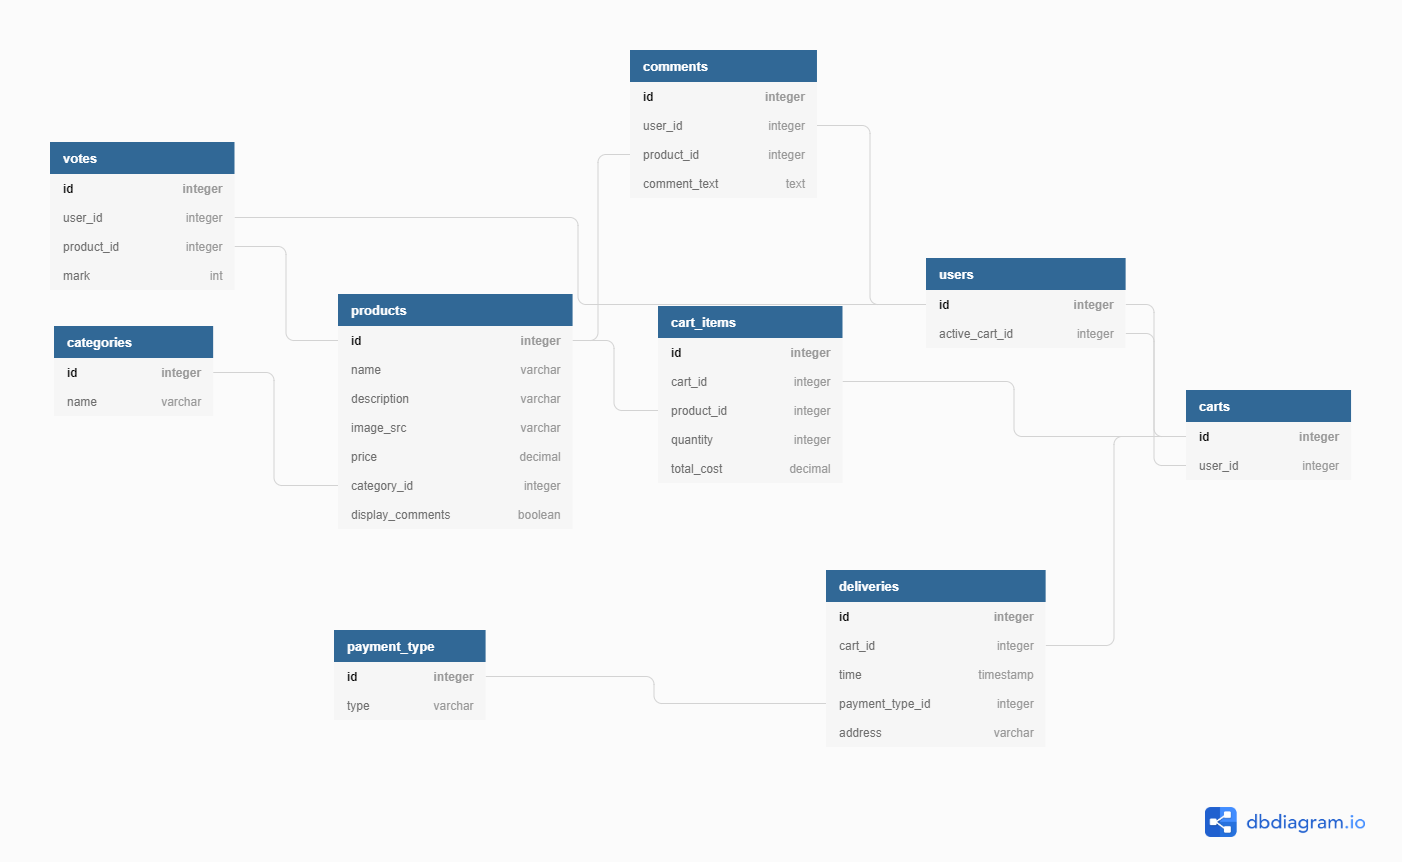 comments
id integer
user_id integer
product_id integer
comment_text text
votes
id integer
user_id integer
product_id integer
mark int
users
id integer
active_cart_id integer
products
id integer
name varchar
description varchar
image_src varchar
price decimal
category_id integer
display_comments boolean
cart_items
id integer
cart_id integer
product_id integer
quantity integer
total_cost decimal
categories
id integer
name varchar
carts
id integer
user_id integer
deliveries
id integer
cart_id integer
time timestamp
payment_type_id integer
address varchar
payment_type
id integer
type varchar
dbdiagram.io